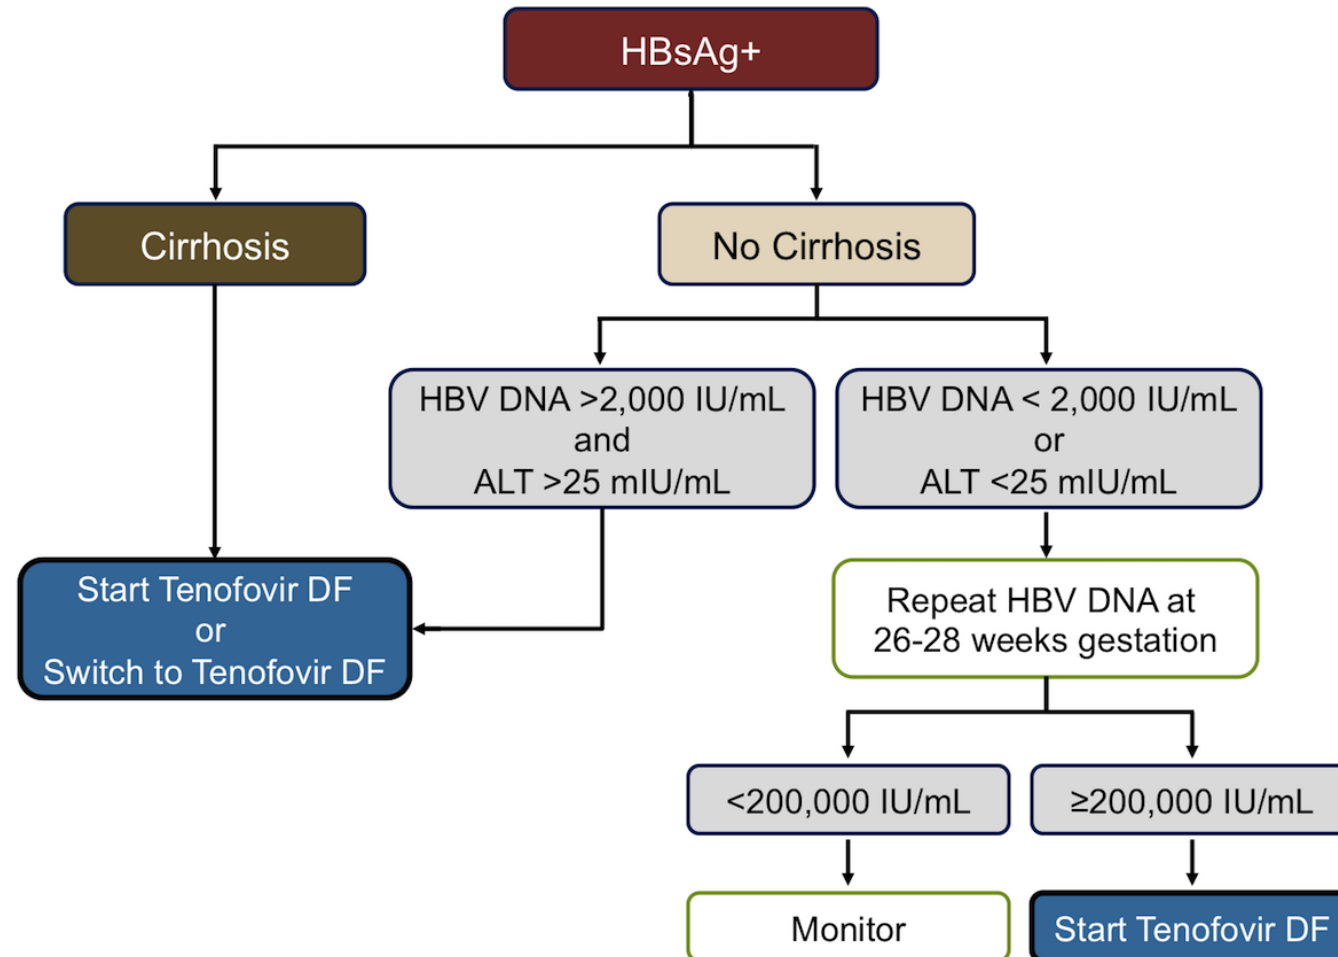 HBsAg+
Cirrhosis
No Cirrhosis
HBV DNA >2,000 IU/mL
and
ALT >25 mIU/mL
HBV DNA < 2,000 IU/mL
or
ALT <25 mIU/mL
Start Tenofovir DF
or
Switch to Tenofovir DF
Repeat HBV DNA at
26-28 weeks gestation
<200,000 IU/mL
≥200,000 IU/mL
Monitor
Start Tenofovir DF